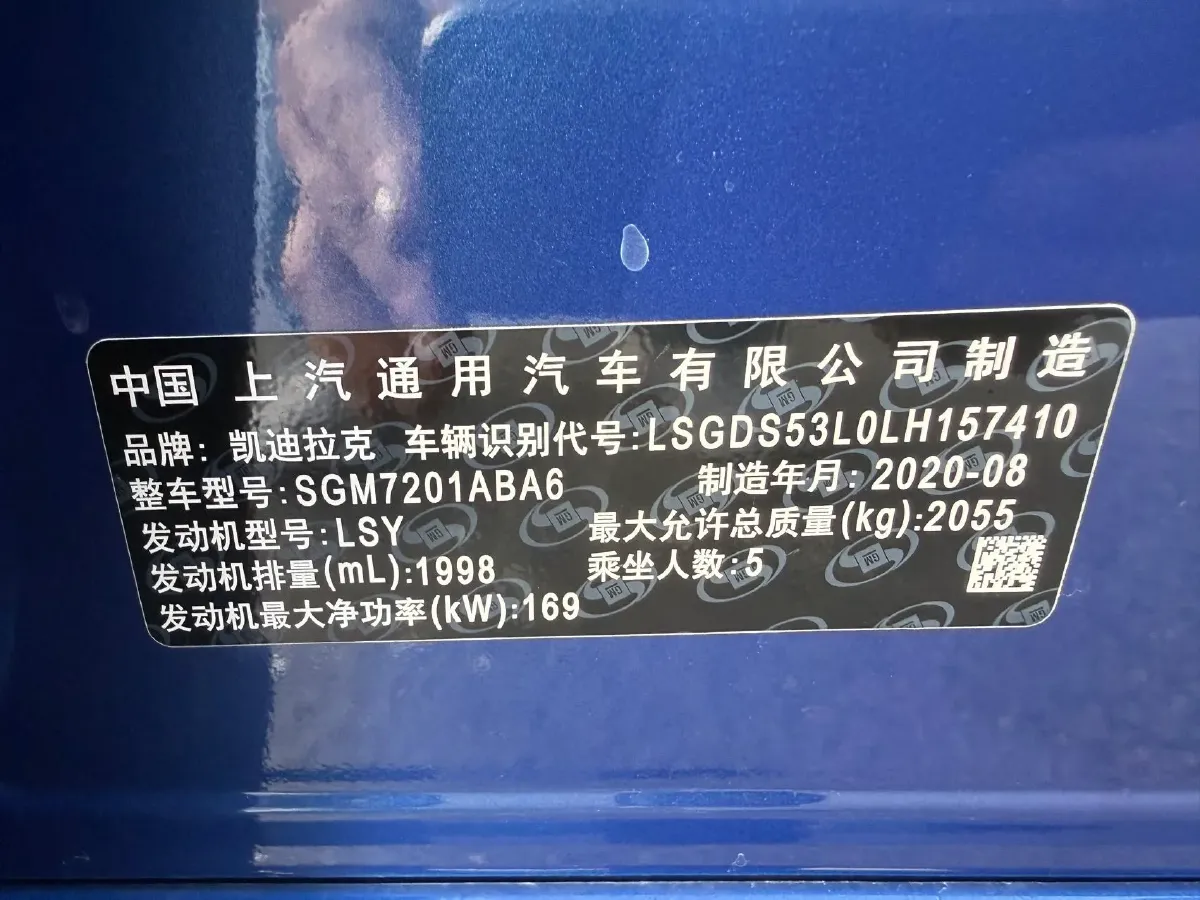 中国 上汽通用汽车有限公司制造
品牌: 凯迪拉克 车辆识别代号:LSGDS53L0LH157410
整车型号:SGM7201ABA6 制造年月: 2020-08
发动机型号:LSY 最大允许总质量(kg):2055
发动机排量(mL):1998 乘坐人数:5
发动机最大净功率(kW):169